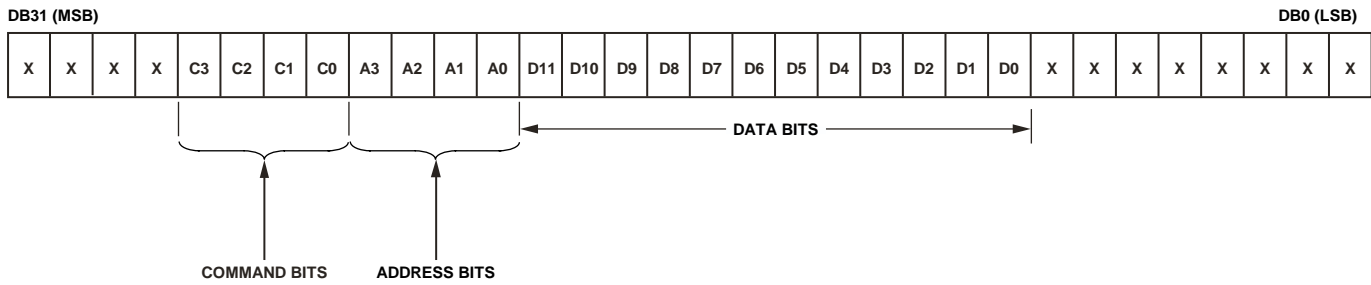 DB31 (MSB) DB0 (LSB)
X X X X C3 C2 C1 C0 A3 A2 A1 A0 D11 D10 D9 D8 D7 D6 D5 D4 D3 D2 D1 D0 X X X X X X X X
DATA BITS
COMMAND BITS ADDRESS BITS